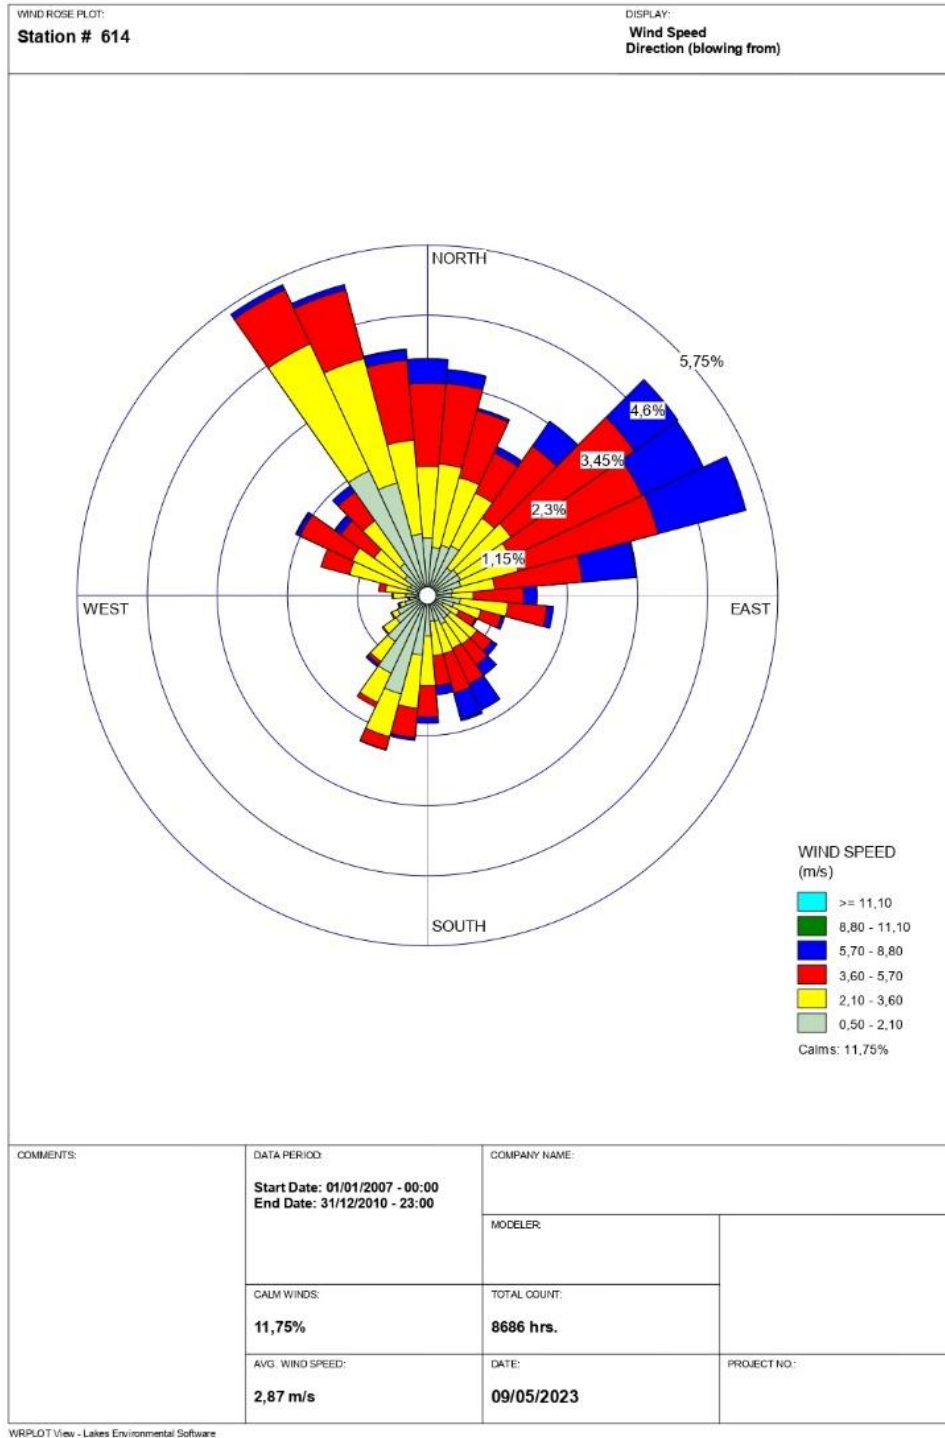 WIND ROSE PLOT:
Station # 614
DISPLAY:
Wind Speed
Direction (blowing from)
NORTH
5,75%
4,6%
3,45%
2,3%
1,15%
WEST
EAST
SOUTH
WIND SPEED
(m/s)
>= 11,10
8,80 - 11,10
5,70 - 8,80
3,60 - 5,70
2,10 - 3,60
0,50 - 2,10
Calms: 11,75%
COMMENTS:
DATA PERIOD:
Start Date: 01/01/2007 - 00:00
End Date: 31/12/2010 - 23:00
COMPANY NAME:
MODELER:
CALM WINDS:
11,75%
TOTAL COUNT:
8686 hrs.
AVG. WIND SPEED:
2,87 m/s
DATE:
09/05/2023
PROJECT NO.:
WRPLOT View - Lakes Environmental Software